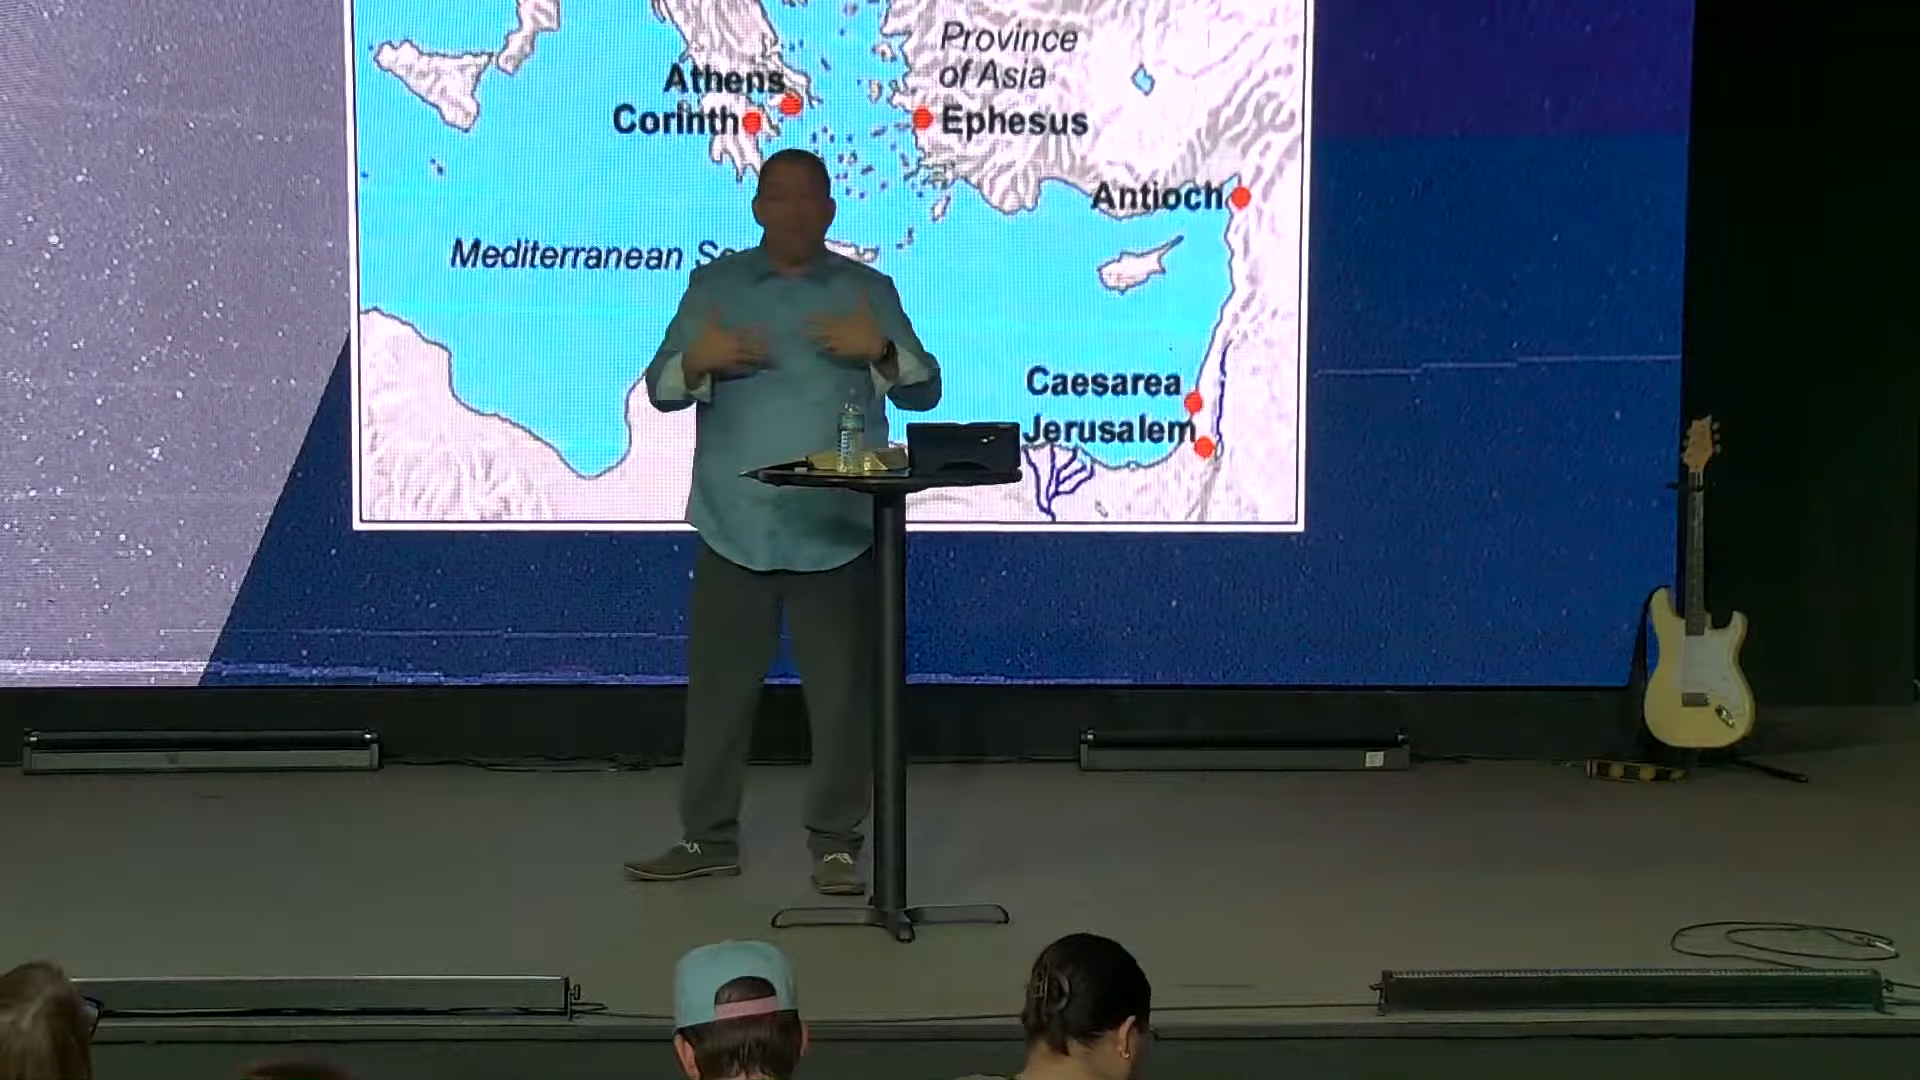 Province
of Asia
Athens
Corinth
Ephesus
Antioch
Mediterranean
Caesarea
Jerusalem